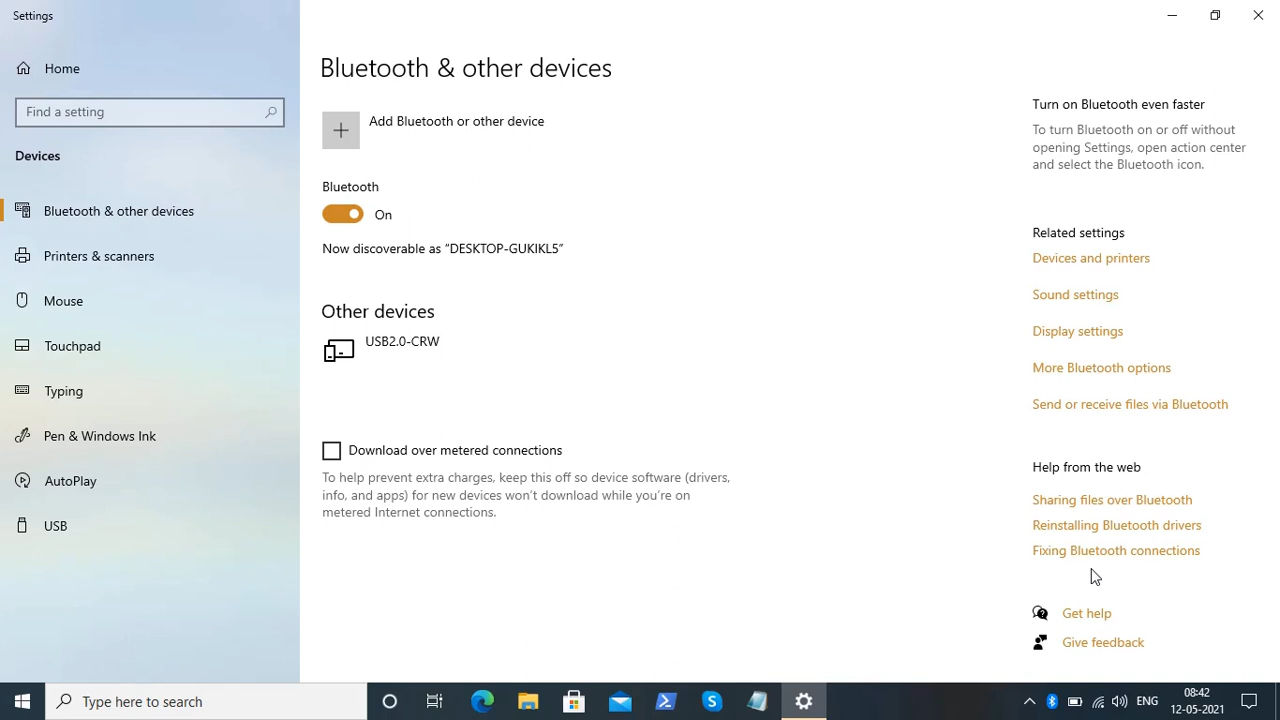 Settings
Home
Find a setting
Devices
Bluetooth & other devices
Printers & scanners
Mouse
Touchpad
Typing
Pen & Windows Ink
AutoPlay
USB
Bluetooth & other devices
Add Bluetooth or other device
Bluetooth
On
Now discoverable as “DESKTOP-GUKIKL5”
Other devices
USB2.0-CRW
Download over metered connections
To help prevent extra charges, keep this off so device software (drivers,
info, and apps) for new devices won’t download while you’re on
metered Internet connections.
Turn on Bluetooth even faster
To turn Bluetooth on or off without
opening Settings, open action center
and select the Bluetooth icon.
Related settings
Devices and printers
Sound settings
Display settings
More Bluetooth options
Send or receive files via Bluetooth
Help from the web
Sharing files over Bluetooth
Reinstalling Bluetooth drivers
Fixing Bluetooth connections
Get help
Give feedback
Type here to search
ENG
08:42
12-05-2021